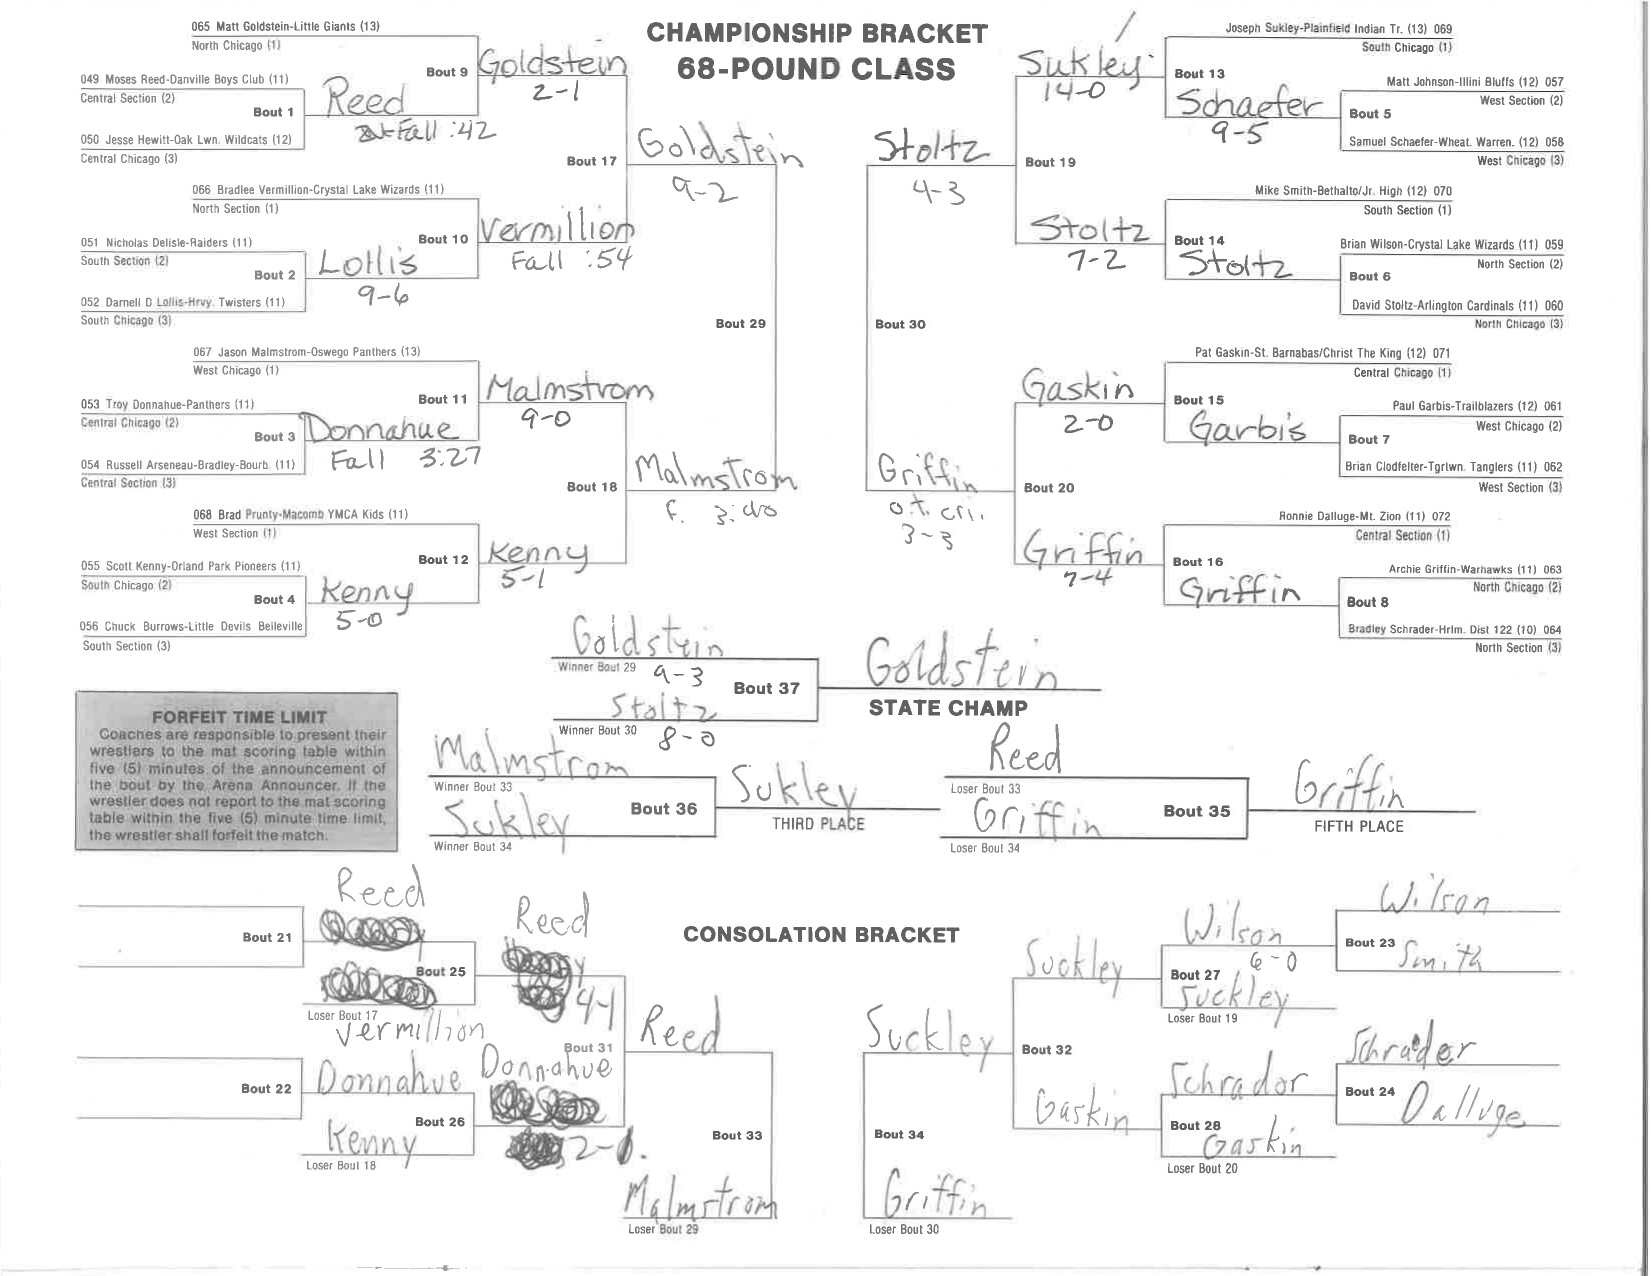 CHAMPIONSHIP BRACKET
68-POUND CLASS
065 Matt Goldstein-Little Giants (13)
North Chicago (1)
Bout 9
Goldstein
2-1
049 Moses Reed-Danville Boys Club (11)
Central Section (2)
Bout 1
Reed
Fall :42
050 Jesse Hewitt-Oak Lwn. Wildcats (12)
Central Chicago (3)
Bout 17
Goldstein
9-2
066 Bradlee Vermillion-Crystal Lake Wizards (11)
North Section (1)
Bout 10
Vermillion
Fall :54
051 Nicholas Delisle-Raiders (11)
South Section (2)
Bout 2
Lollis
9-6
052 Darnell D Lollis-Hrvy. Twisters (11)
South Chicago (3)
Bout 29
067 Jason Malmstrom-Oswego Panthers (13)
West Chicago (1)
Bout 11
Malmstrom
9-0
053 Troy Donnahue-Panthers (11)
Central Chicago (2)
Bout 3
Donnahue
Fall 3:27
054 Russell Arseneau-Bradley-Bourb. (11)
Central Section (3)
Bout 18
Malmstrom
f. 3:
068 Brad Prunty-Macomb YMCA Kids (11)
West Section (1)
Bout 12
Kenny
5-1
055 Scott Kenny-Orland Park Pioneers (11)
South Chicago (2)
Bout 4
Kenny
5-0
056 Chuck Burrows-Little Devils Belleville
South Section (3)
Joseph Sukley-Plainfield Indian Tr. (13) 069
South Chicago (1)
Sukley
14-0
Bout 13
Matt Johnson-Illini Bluffs (12) 057
West Section (2)
Schaefer
9-5
Bout 5
Samuel Schaefer-Wheat. Warren. (12) 058
West Chicago (3)
Stoltz
4-3
Bout 19
Mike Smith-Bethalto/Jr. High (12) 070
South Section (1)
Stoltz
7-2
Bout 14
Brian Wilson-Crystal Lake Wizards (11) 059
North Section (2)
Stoltz
Bout 6
David Stoltz-Arlington Cardinals (11) 060
North Chicago (3)
Bout 30
Pat Gaskin-St. Barnabas/Christ The King (12) 071
Central Chicago (1)
Gaskin
2-0
Bout 15
Paul Garbis-Trailblazers (12) 061
West Chicago (2)
Garbis
Bout 7
Brian Clodfelter-Tgrlwn. Tanglers (11) 062
West Section (3)
Griffin
o.t. cri.
3-3
Bout 20
Ronnie Dalluge-Mt. Zion (11) 072
Central Section (1)
Griffin
7-4
Bout 16
Archie Griffin-Warhawks (11) 063
North Chicago (2)
Griffin
Bout 8
Bradley Schrader-Hrlm. Dist 122 (10) 064
North Section (3)
Goldstein
Winner Bout 29
9-3
Bout 37
Goldstein
STATE CHAMP
Stoltz
Winner Bout 30
8-0
FORFEIT TIME LIMIT
Coaches are responsible to present their
wrestlers to the mat scoring table within
five (5) minutes of the announcement of
the bout by the Arena Announcer. If the
wrestler does not report to the mat scoring
table within the five (5) minute time limit,
the wrestler shall forfeit the match.
Malmstrom
Winner Bout 33
Bout 36
Sukley
THIRD PLACE
Sukley
Winner Bout 34
Reed
Loser Bout 33
Bout 35
Griffin
FIFTH PLACE
Griffin
Loser Bout 34
CONSOLATION BRACKET
Bout 21
Reed
Bout 25
Reed
4-1
Loser Bout 17
Vermillion
Bout 31
Reed
Bout 22
Donnahue
Donnahue
Bout 26
2-
Kenny
Loser Bout 18
Bout 33
Malmstrom
Loser Bout 29
Wilson
Bout 23
Smith
Wilson
6-0
Bout 27
Suckley
Loser Bout 19
Suckley
Suckley
Bout 32
Schrader
Bout 24
Dalluge
Schrador
Bout 28
Gaskin
Loser Bout 20
Gaskin
Bout 34
Griffin
Loser Bout 30